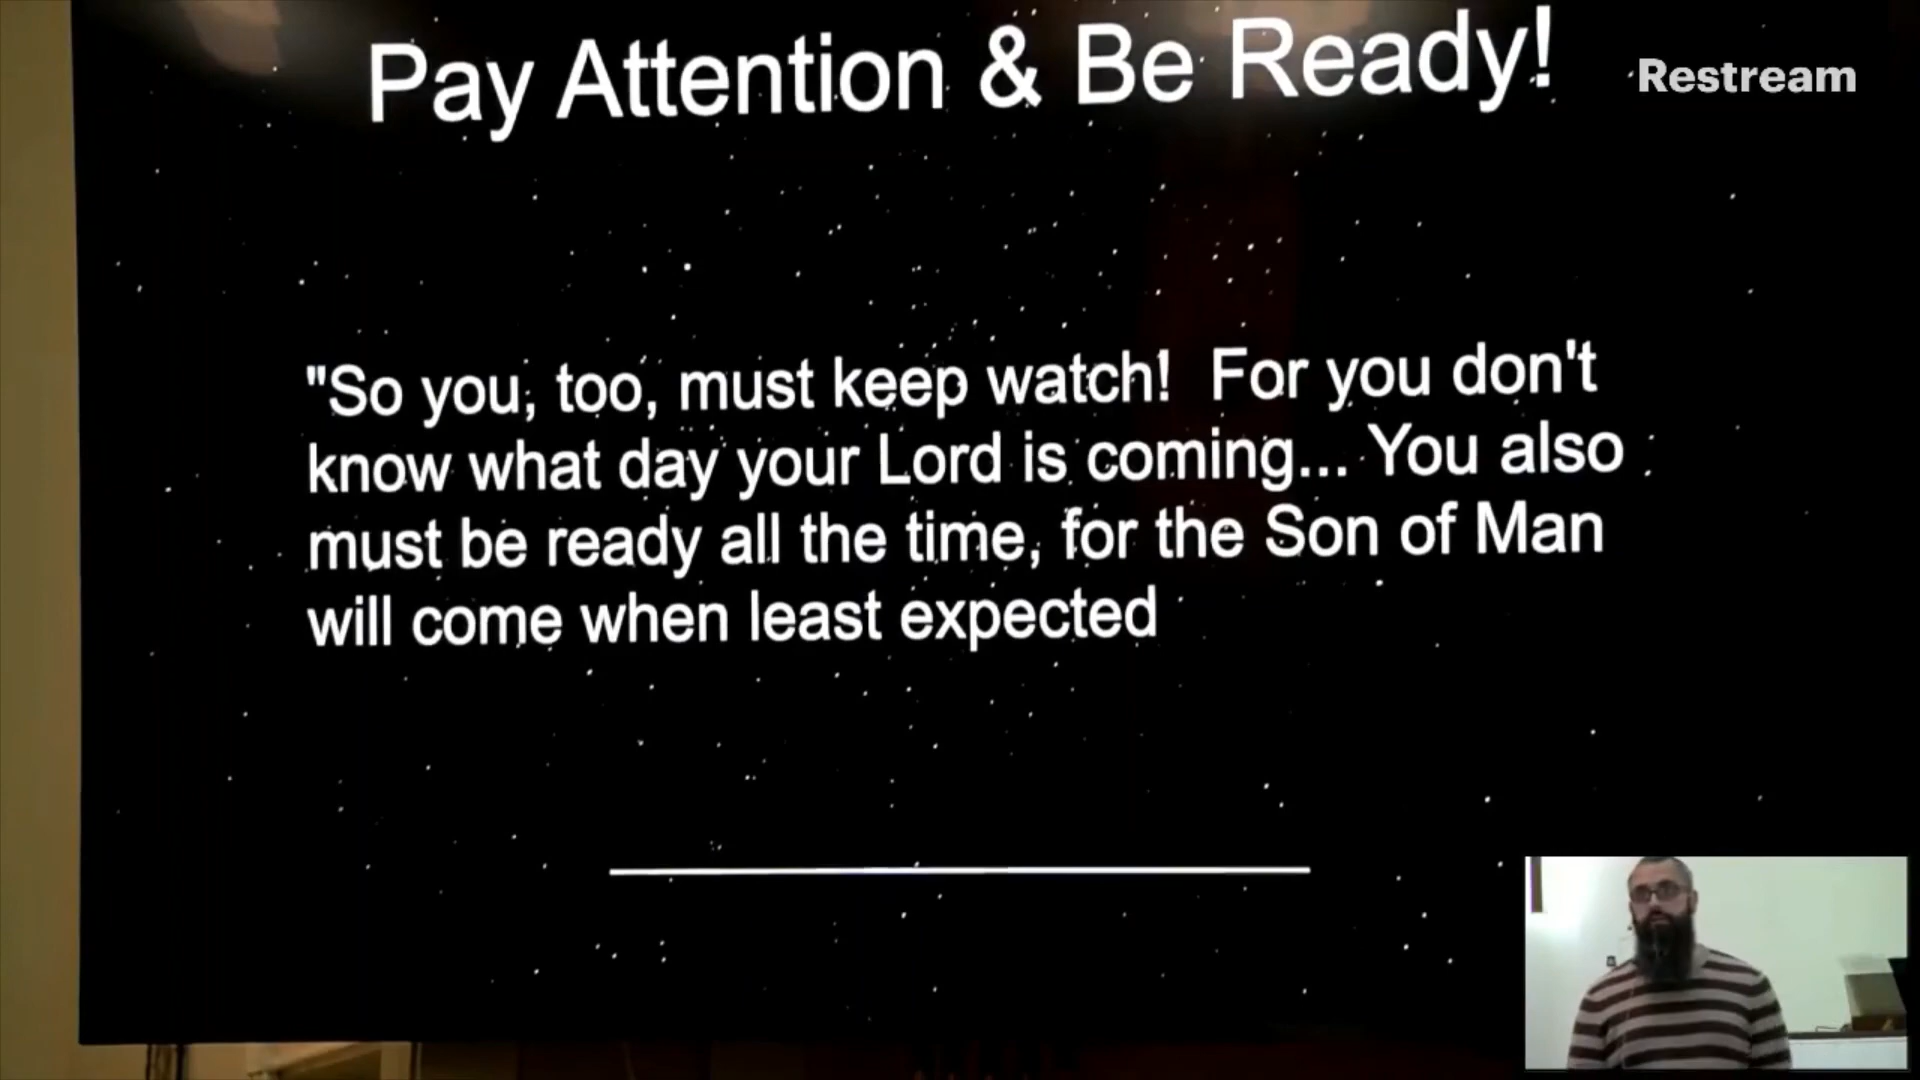 Pay Attention & Be Ready!
Restream
"So you, too, must keep watch!  For you don't
know what day your Lord is coming... You also
must be ready all the time, for the Son of Man
will come when least expected